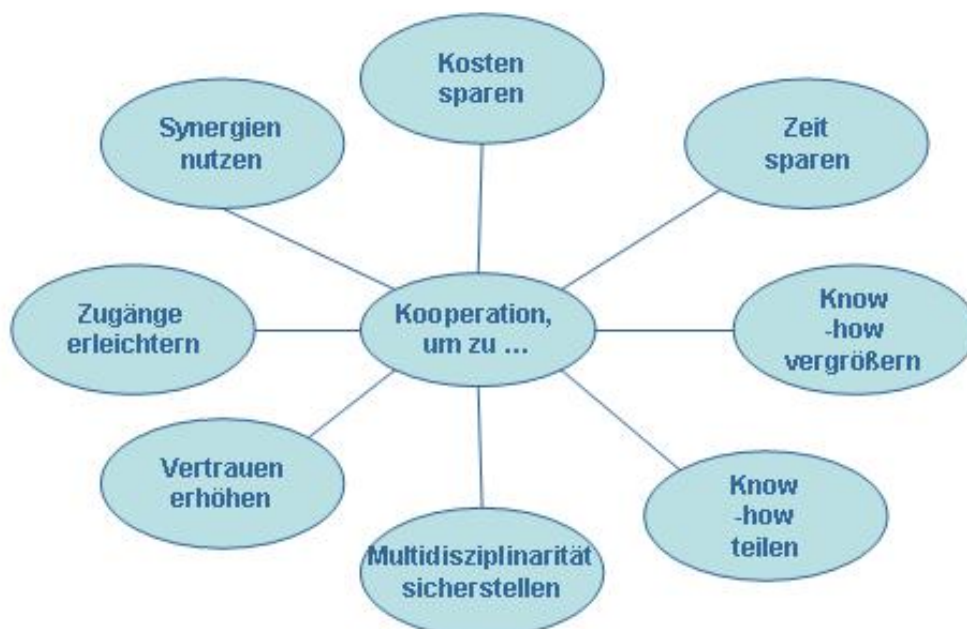 Kosten
sparen
Zeit
sparen
Know
-how
vergrößern
Know
-how
teilen
Multidisziplinarität
sicherstellen
Vertrauen
erhöhen
Zugänge
erleichtern
Synergien
nutzen
Kooperation,
um zu ...